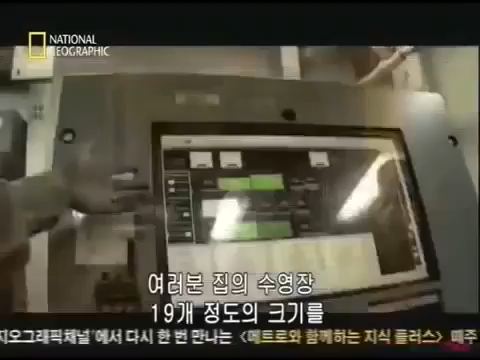 NATIONAL
GEOGRAPHIC
여러분 집의 수영장
19개 정도의 크기를
지오그래픽채널'에서 다시 한 번 만나는 <메트로와 함께하는 지식 플러스> 매주